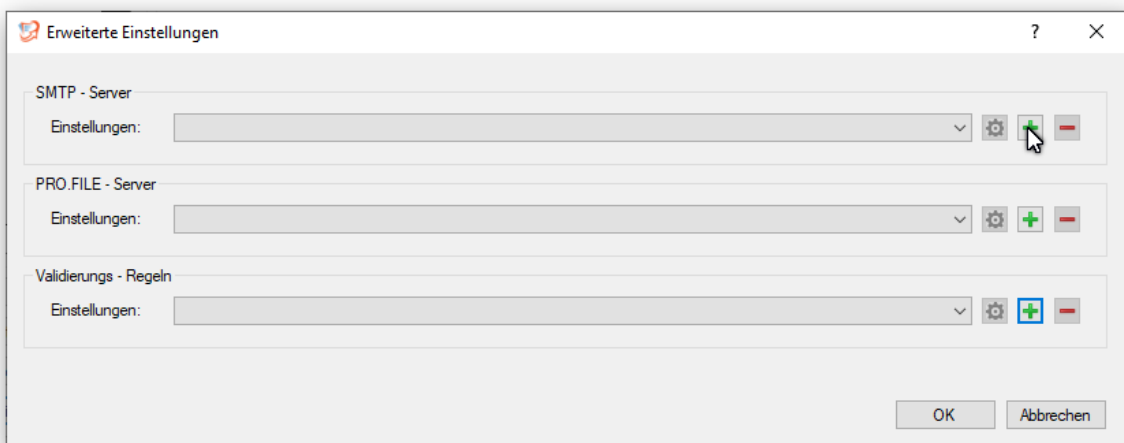 Erweiterte Einstellungen
?
SMTP - Server
Einstellungen:
PRO.FILE - Server
Einstellungen:
Validierungs - Regeln
Einstellungen:
OK Abbrechen